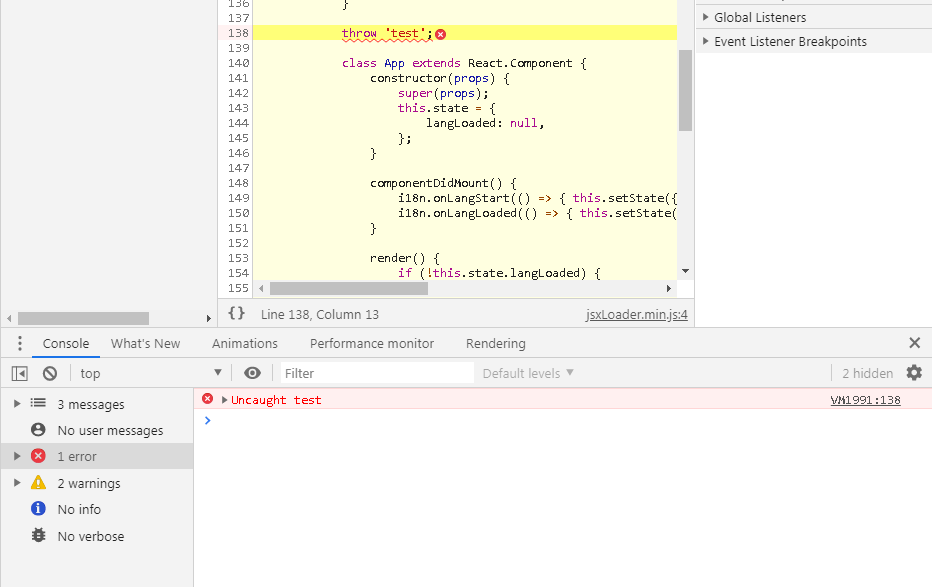 136 }
137
138 throw 'test';
139
140 class App extends React.Component {
141 constructor(props) {
142 super(props);
143 this.state = {
144 langLoaded: null,
145 };
146 }
147
148 componentDidMount() {
149 i18n.onLangStart(() => { this.setState({
150 i18n.onLangLoaded(() => { this.setState(
151 }
152
153 render() {
154 if (!this.state.langLoaded) {
155
Global Listeners
Event Listener Breakpoints
{} Line 138, Column 13 jsxLoader.min.js:4
Console What's New Animations Performance monitor Rendering
top Filter Default levels 2 hidden
3 messages
No user messages
1 error
2 warnings
No info
No verbose
Uncaught test VM1991:138